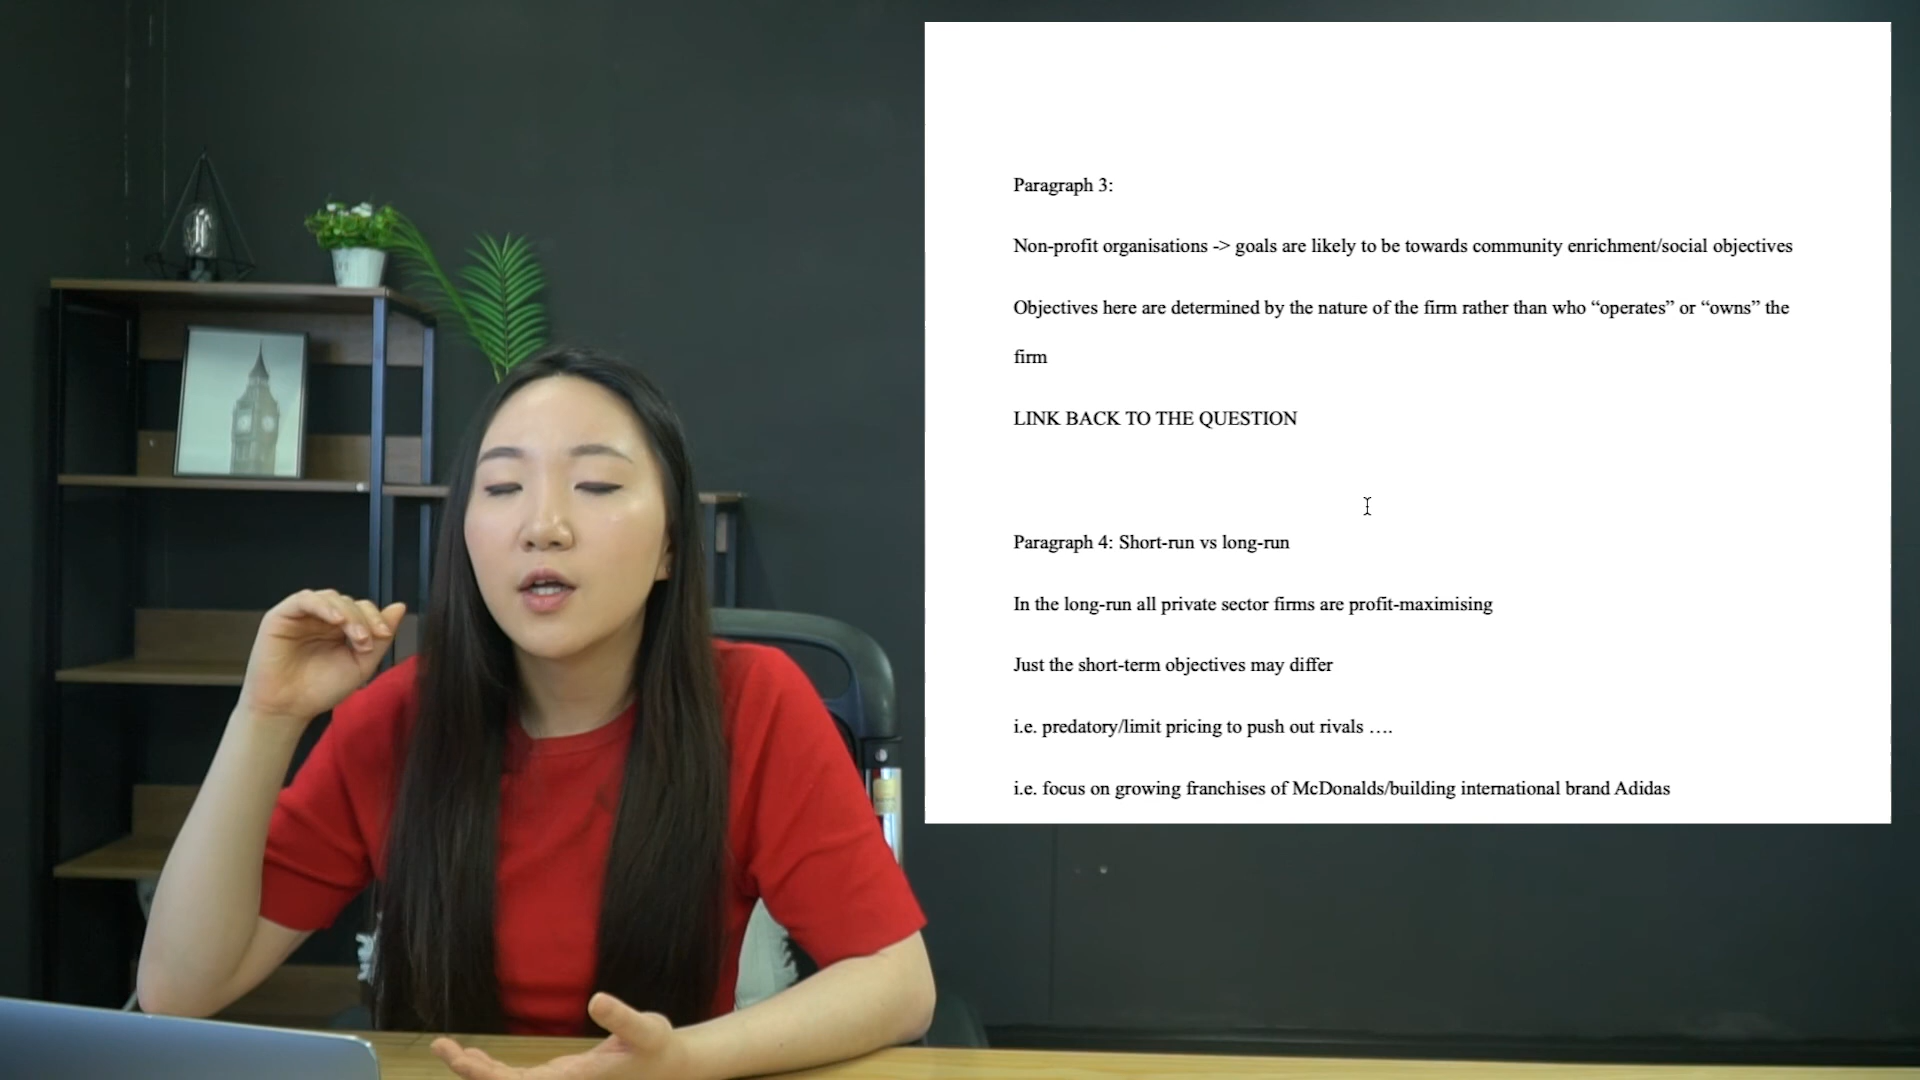 Paragraph 3:
Non-profit organisations -> goals are likely to be towards community enrichment/social objectives
Objectives here are determined by the nature of the firm rather than who “operates” or “owns” the
firm
LINK BACK TO THE QUESTION
Paragraph 4: Short-run vs long-run
In the long-run all private sector firms are profit-maximising
Just the short-term objectives may differ
i.e. predatory/limit pricing to push out rivals ….
i.e. focus on growing franchises of McDonalds/building international brand Adidas